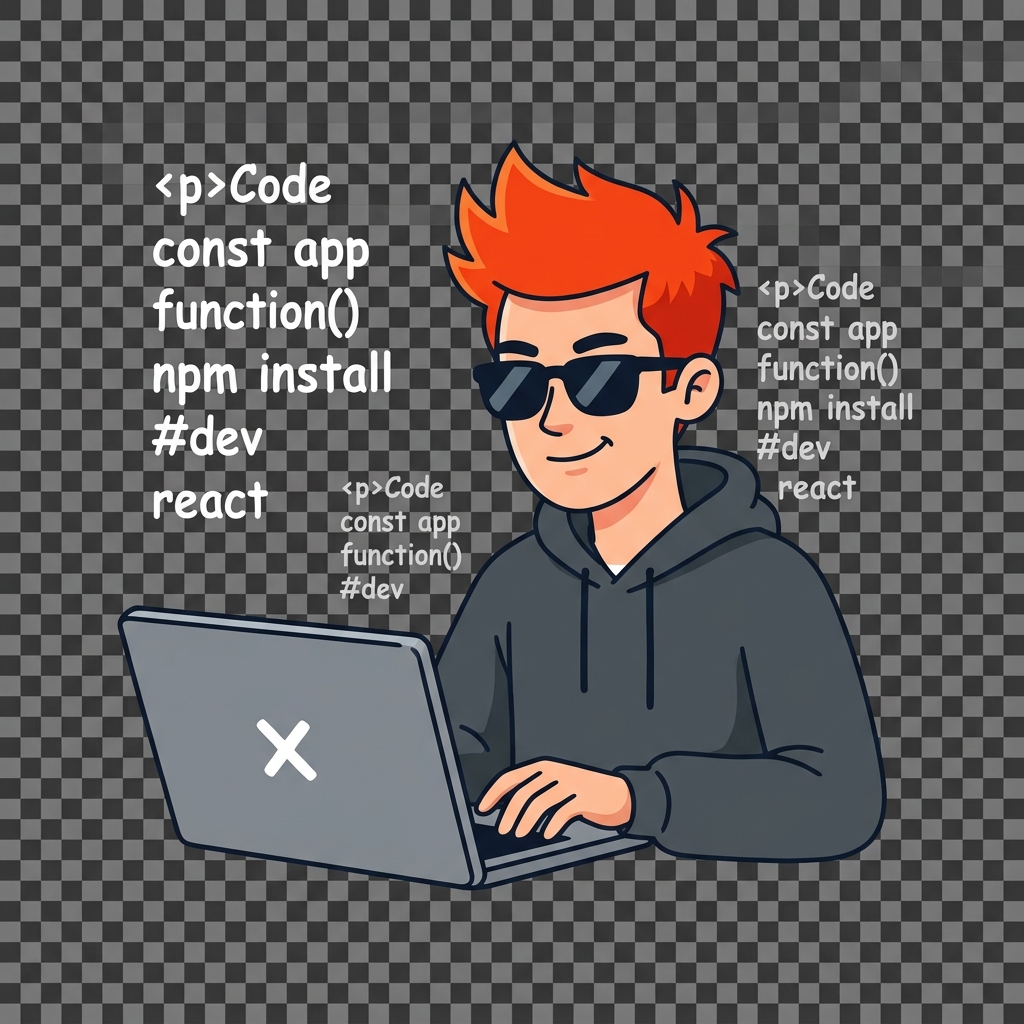 <p>Code
const app
function()
npm install
#dev
react
<p>Code
const app
function()
#dev
<p>Code
const app
function()
npm install
#dev
react
X